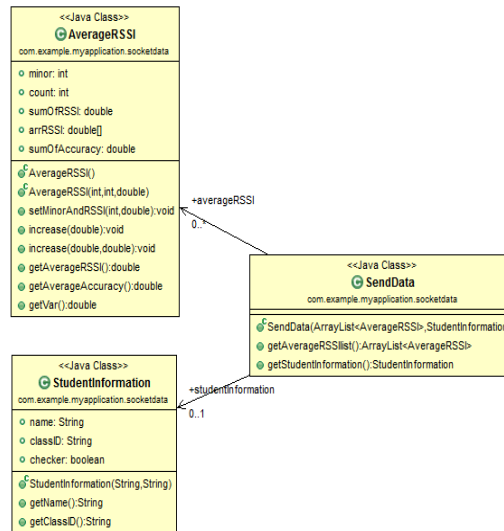 <<Java Class>>
AverageRSSI
com.example.myapplication.socketdata
minor: int
count: int
sumOfRSSI: double
arrRSSI: double[]
sumOfAccuracy: double
AverageRSSI()
AverageRSSI(int,int,double)
setMinorAndRSSI(int,double):void
increase(double):void
increase(double,double):void
getAverageRSSI():double
getAverageAccuracy():double
getVar():double
+averageRSSI
0..*
<<Java Class>>
SendData
com.example.myapplication.socketdata
SendData(ArrayList<AverageRSSI>,StudentInformation
getAverageRSSIlist():ArrayList<AverageRSSI>
getStudentInformation():StudentInformation
+studentInformation
0..1
<<Java Class>>
StudentInformation
com.example.myapplication.socketdata
name: String
classID: String
checker: boolean
StudentInformation(String,String)
getName():String
getClassID():String